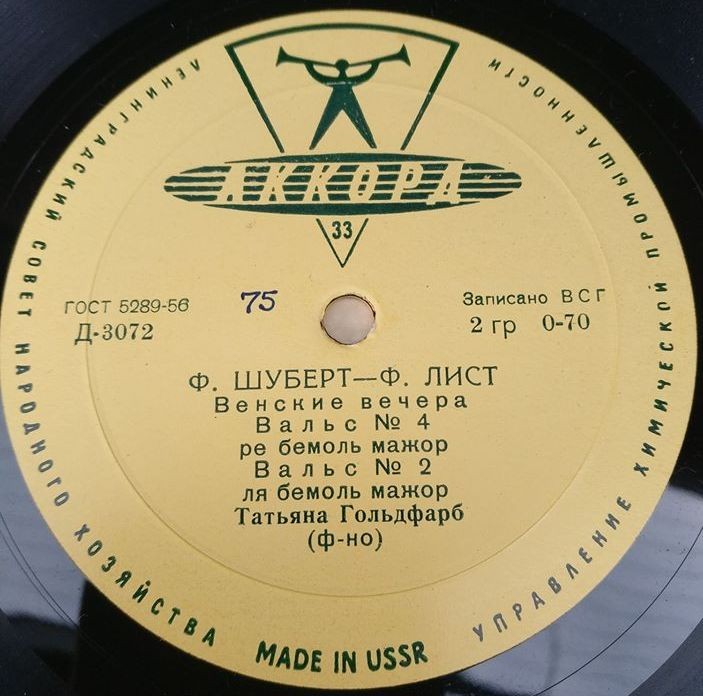 ЛЕНИНГРАДСКИЙ СОВЕТ НАРОДНОГО ХОЗЯЙСТВА
УПРАВЛЕНИЕ ХИМИЧЕСКОЙ ПРОМЫШЛЕННОСТИ
АККОРД
33
ГОСТ 5289-56
75
Записано ВСГ
Д-3072
2 гр 0-70
Ф. ШУБЕРТ—Ф. ЛИСТ
Венские вечера
Вальс № 4
ре бемоль мажор
Вальс № 2
ля бемоль мажор
Татьяна Гольдфарб
(ф-но)
MADE IN USSR